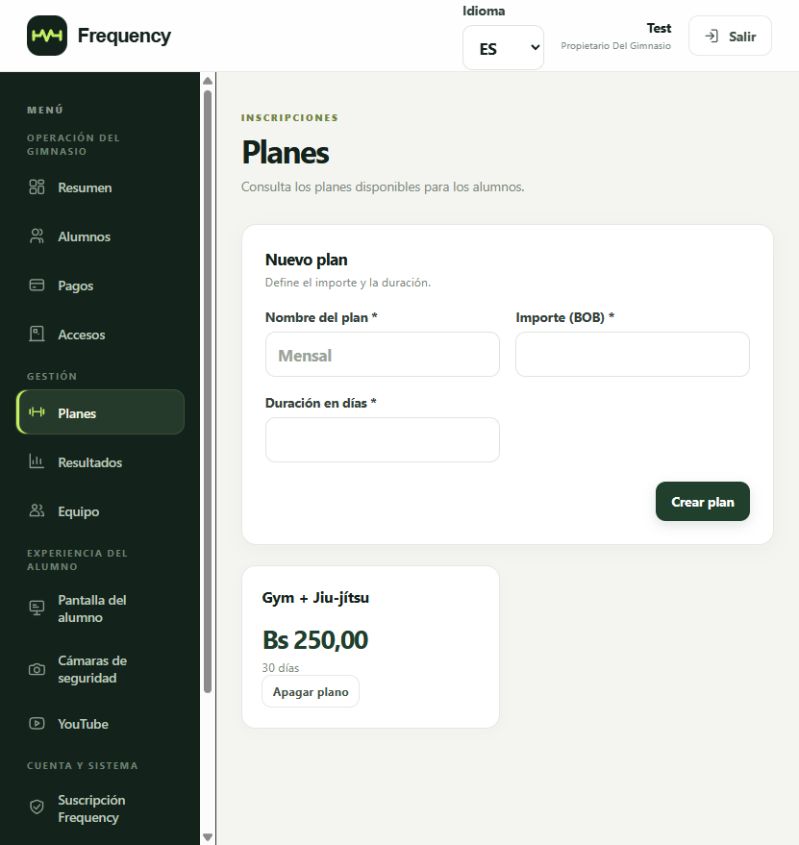 Frequency
Idioma
ES
Test
Propietario Del Gimnasio
Salir
MENÚ
OPERACIÓN DEL
GIMNASIO
Resumen
Alumnos
Pagos
Accesos
GESTIÓN
Planes
Resultados
Equipo
EXPERIENCIA DEL
ALUMNO
Pantalla del
alumno
Cámaras de
seguridad
YouTube
CUENTA Y SISTEMA
Suscripción
Frequency
INSCRIPCIONES
Planes
Consulta los planes disponibles para los alumnos.
Nuevo plan
Define el importe y la duración.
Nombre del plan *
Importe (BOB) *
Mensal
Duración en días *
Crear plan
Gym + Jiu-jítsu
Bs 250,00
30 días
Apagar plano